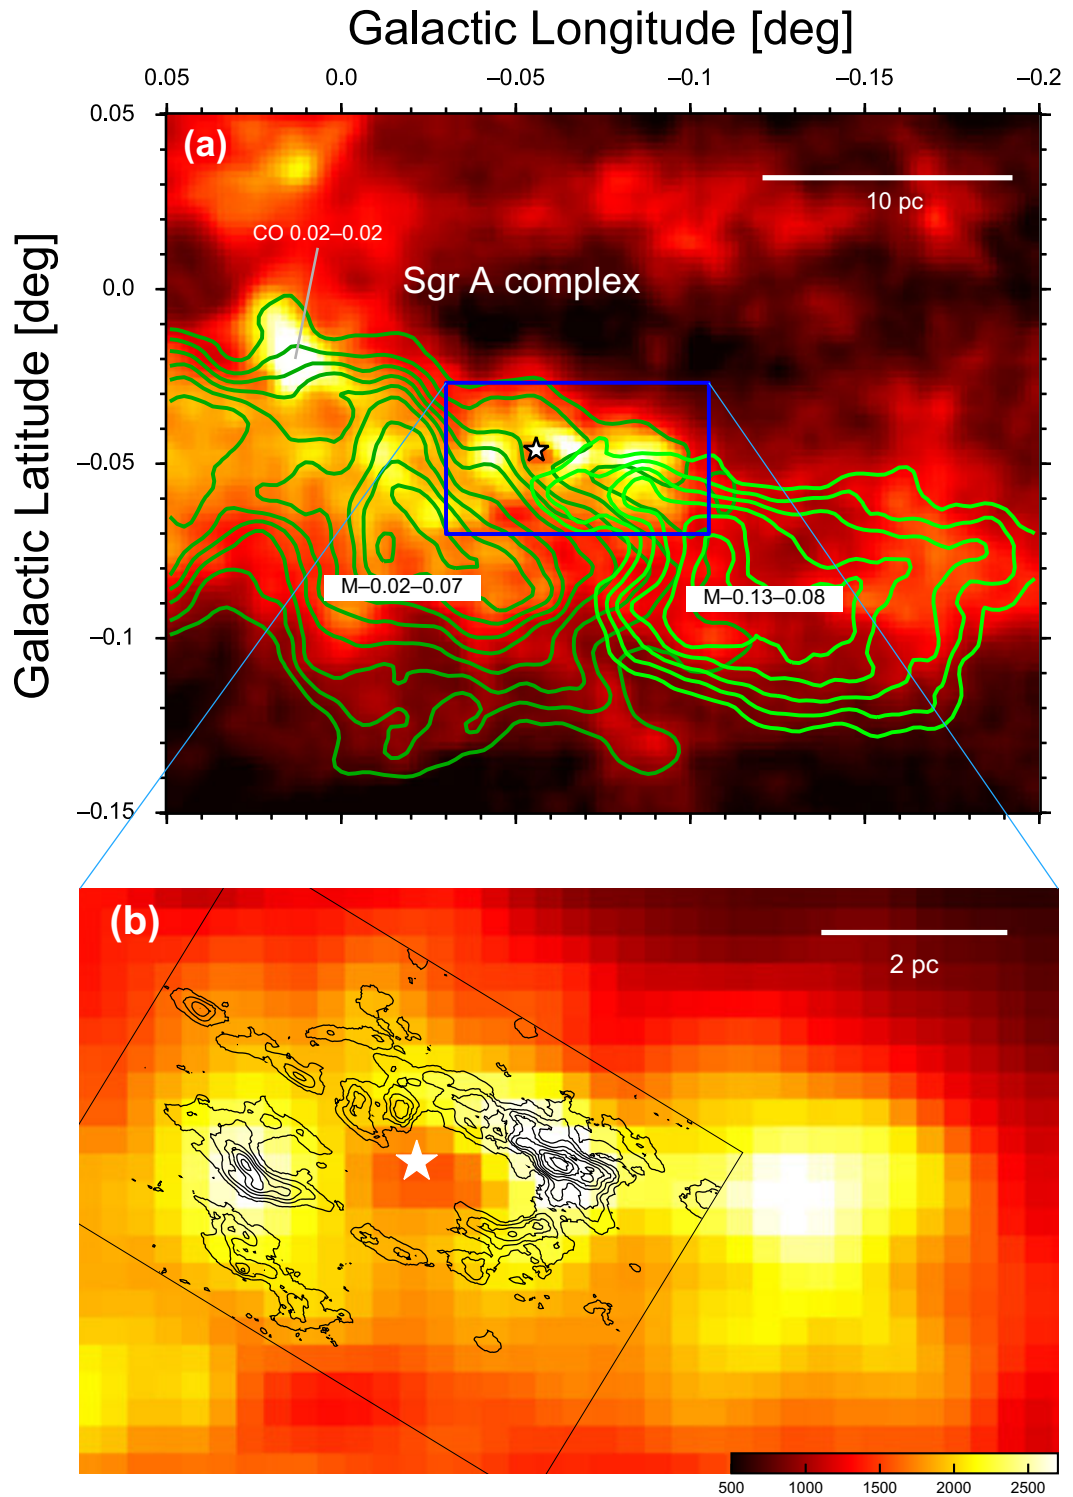 Galactic Longitude [deg]
0.05 0.0 –0.05 –0.1 –0.15 –0.2
Galactic Latitude [deg]
0.05
0.0
–0.05
–0.1
–0.15
(a)
10 pc
CO 0.02–0.02
Sgr A complex
M–0.02–0.07
M–0.13–0.08
(b)
2 pc
500 1000 1500 2000 2500